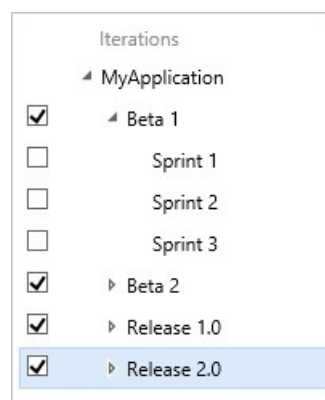 Iterations
MyApplication
Beta 1
Sprint 1
Sprint 2
Sprint 3
Beta 2
Release 1.0
Release 2.0